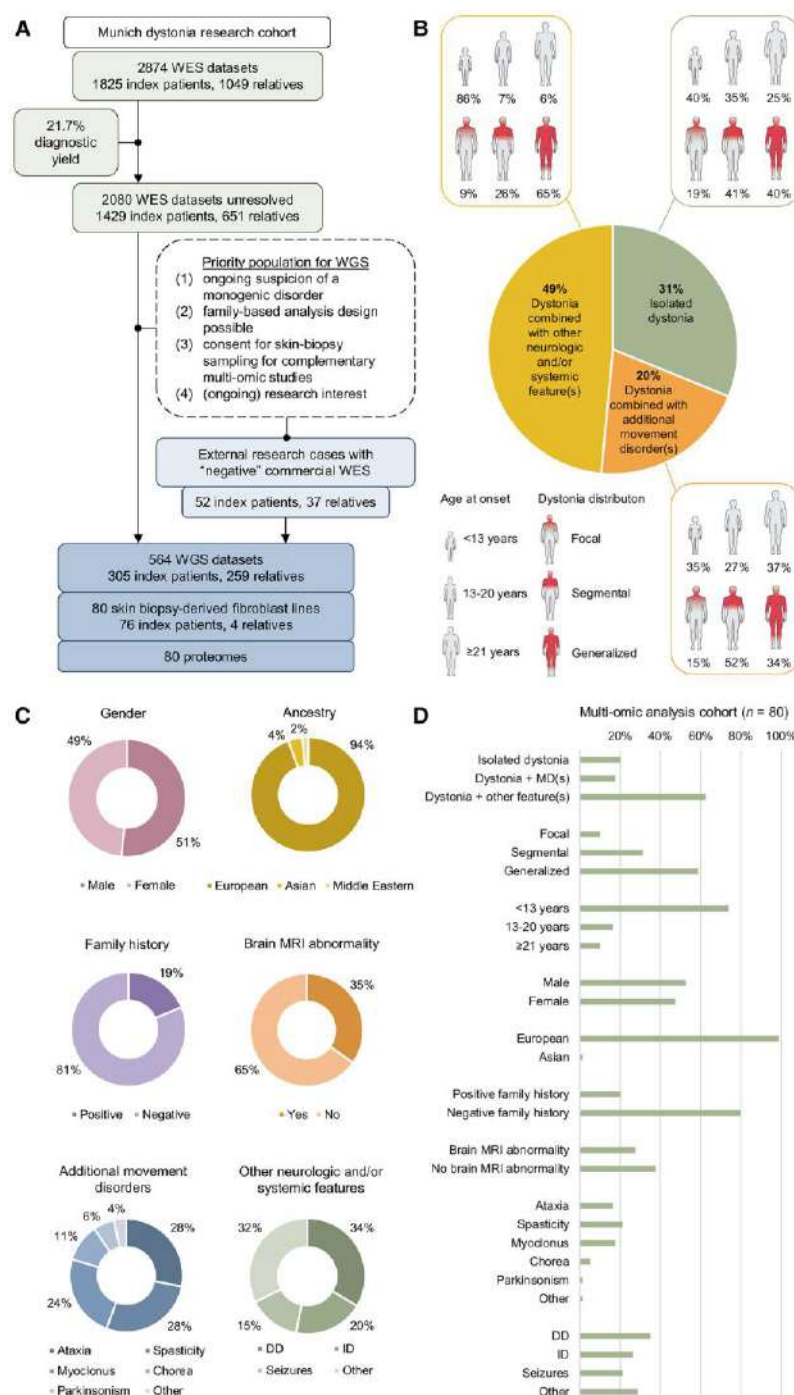 A
Munich dystonia research cohort
2874 WES datasets
1825 index patients, 1049 relatives
21.7%
diagnostic
yield
2080 WES datasets unresolved
1429 index patients, 651 relatives
Priority population for WGS
(1) ongoing suspicion of a
monogenic disorder
(2) family-based analysis design
possible
(3) consent for skin-biopsy
sampling for complementary
multi-omic studies
(4) (ongoing) research interest
External research cases with
"negative" commercial WES
52 index patients, 37 relatives
564 WGS datasets
305 index patients, 259 relatives
80 skin biopsy-derived fibroblast lines
76 index patients, 4 relatives
80 proteomes
B
86% 7% 6%
9% 26% 65%
40% 35% 25%
19% 41% 40%
49%
Dystonia
combined
with other
neurologic
and/or
systemic
feature(s)
31%
Isolated
dystonia
20%
Dystonia
combined with
additional
movement
disorder(s)
Age at onset Dystonia distributon
<13 years Focal
13-20 years Segmental
≥21 years Generalized
35% 27% 37%
15% 52% 34%
C
Gender
49%
51%
Male Female
Ancestry
4% 2% 94%
European Asian Middle Eastern
Family history
19%
81%
Positive Negative
Brain MRI abnormality
35%
65%
Yes No
Additional movement
disorders
4%
6% 28%
11%
24% 28%
Ataxia Spasticity
Myoclonus Chorea
Parkinsonism Other
Other neurologic and/or
systemic features
32% 34%
15% 20%
DD ID
Seizures Other
D
Multi-omic analysis cohort (n = 80)
20% 40% 60% 80% 100%
Isolated dystonia
Dystonia + MD(s)
Dystonia + other feature(s)
Focal
Segmental
Generalized
<13 years
13-20 years
≥21 years
Male
Female
European
Asian
Positive family history
Negative family history
Brain MRI abnormality
No brain MRI abnormality
Ataxia
Spasticity
Myoclonus
Chorea
Parkinsonism
Other
DD
ID
Seizures
Other